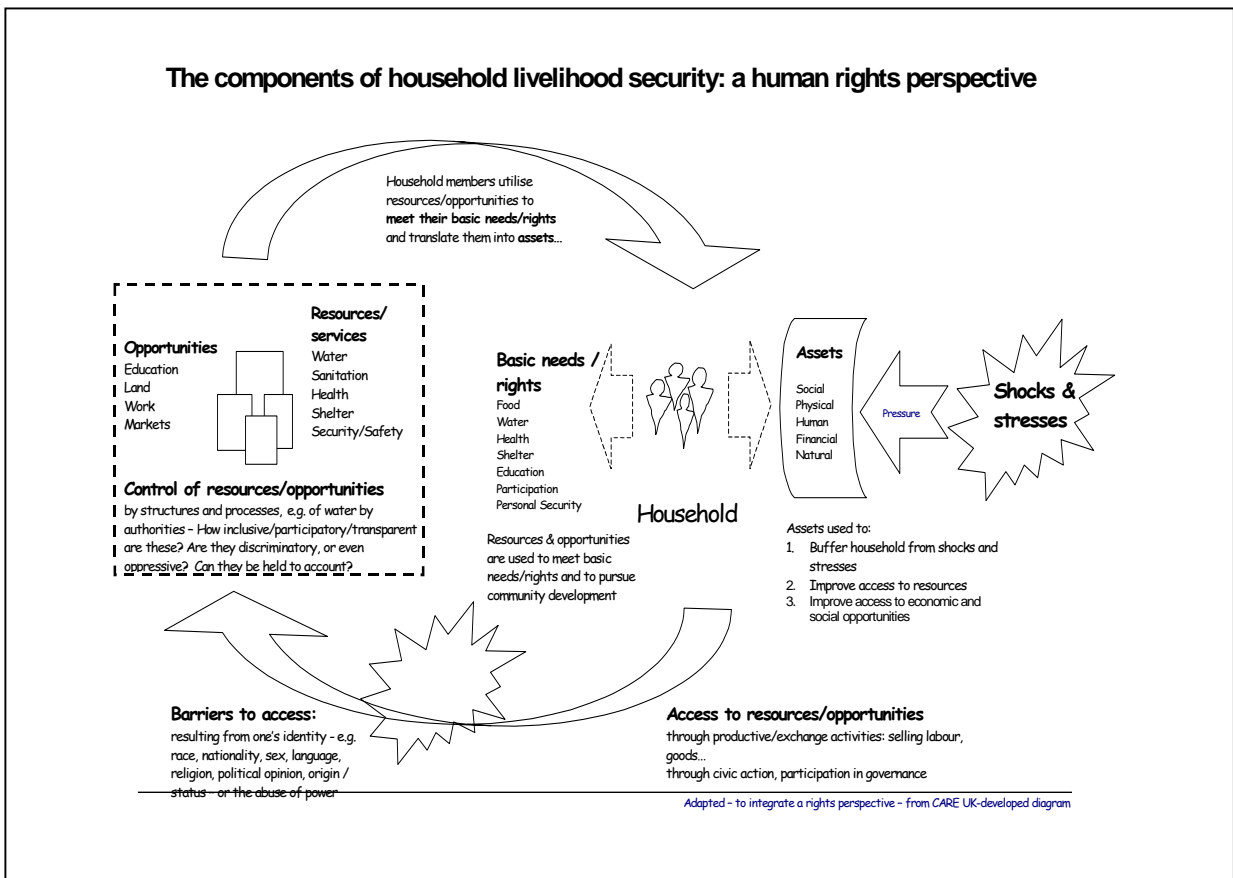 The components of household livelihood security: a human rights perspective
Household members utilise
resources/opportunities to
meet their basic needs/rights
and translate them into assets...
Opportunities
Education
Land
Work
Markets
Resources/
services
Water
Sanitation
Health
Shelter
Security/Safety
Control of resources/opportunities
by structures and processes, e.g. of water by
authorities – How inclusive/participatory/transparent
are these? Are they discriminatory, or even
oppressive? Can they be held to account?
Basic needs /
rights
Food
Water
Health
Shelter
Education
Participation
Personal Security
Resources & opportunities
are used to meet basic
needs/rights and to pursue
community development
Household
Assets
Social
Physical
Human
Financial
Natural
Pressure
Shocks &
stresses
Assets used to:
1. Buffer household from shocks and
stresses
2. Improve access to resources
3. Improve access to economic and
social opportunities
Barriers to access:
resulting from one's identity - e.g.
race, nationality, sex, language,
religion, political opinion, origin /
status - or the abuse of power
Access to resources/opportunities
through productive/exchange activities: selling labour,
goods...
through civic action, participation in governance
Adapted – to integrate a rights perspective – from CARE UK-developed diagram